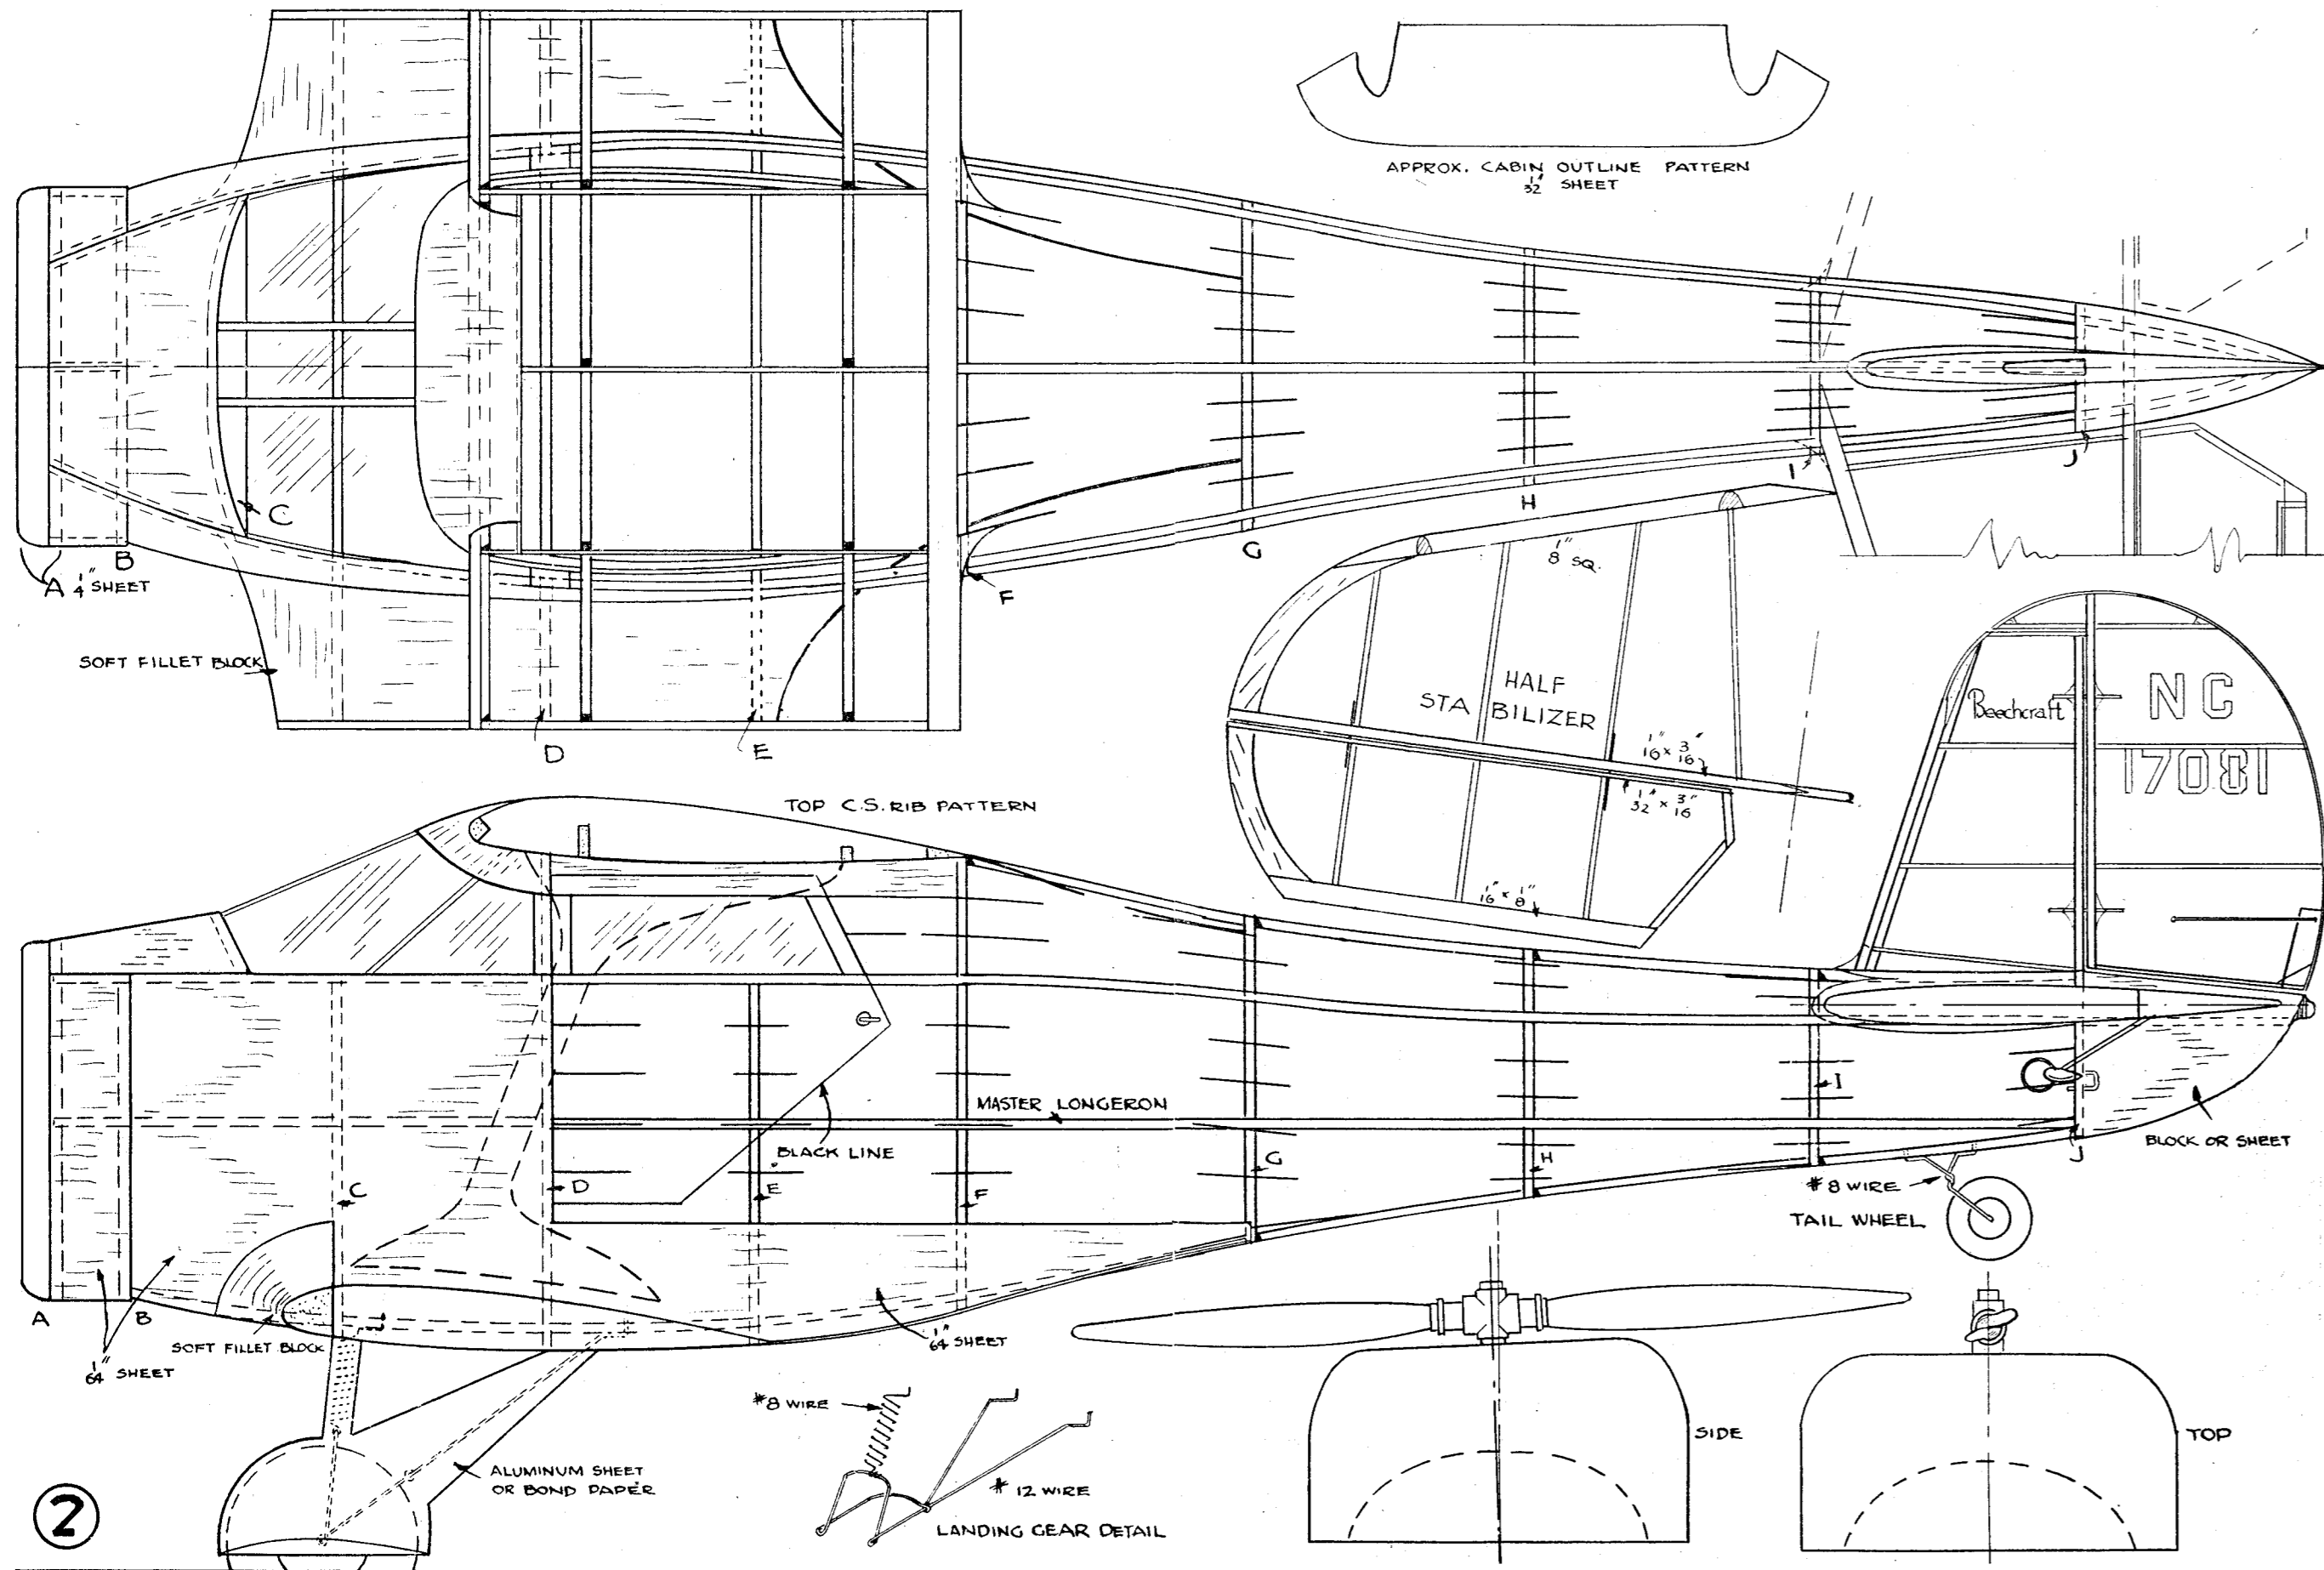 APPROX. CABIN OUTLINE PATTERN
1/32" SHEET
C
B
A 1/4" SHEET
SOFT FILLET BLOCK
D
E
F
G
H
I
J
1/8" SQ.
HALF
STABILIZER
1/16" x 3/16"
1/32" x 3/16"
1/16" x 1/8"
Beechcraft
NC
17081
TOP C.S. RIB PATTERN
MASTER LONGERON
BLACK LINE
C
D
E
F
G
H
I
J
BLOCK OR SHEET
#8 WIRE
TAIL WHEEL
A
B
SOFT FILLET BLOCK
1/64" SHEET
1/64" SHEET
#8 WIRE
ALUMINUM SHEET
OR BOND PAPER
#12 WIRE
LANDING GEAR DETAIL
SIDE
TOP
2